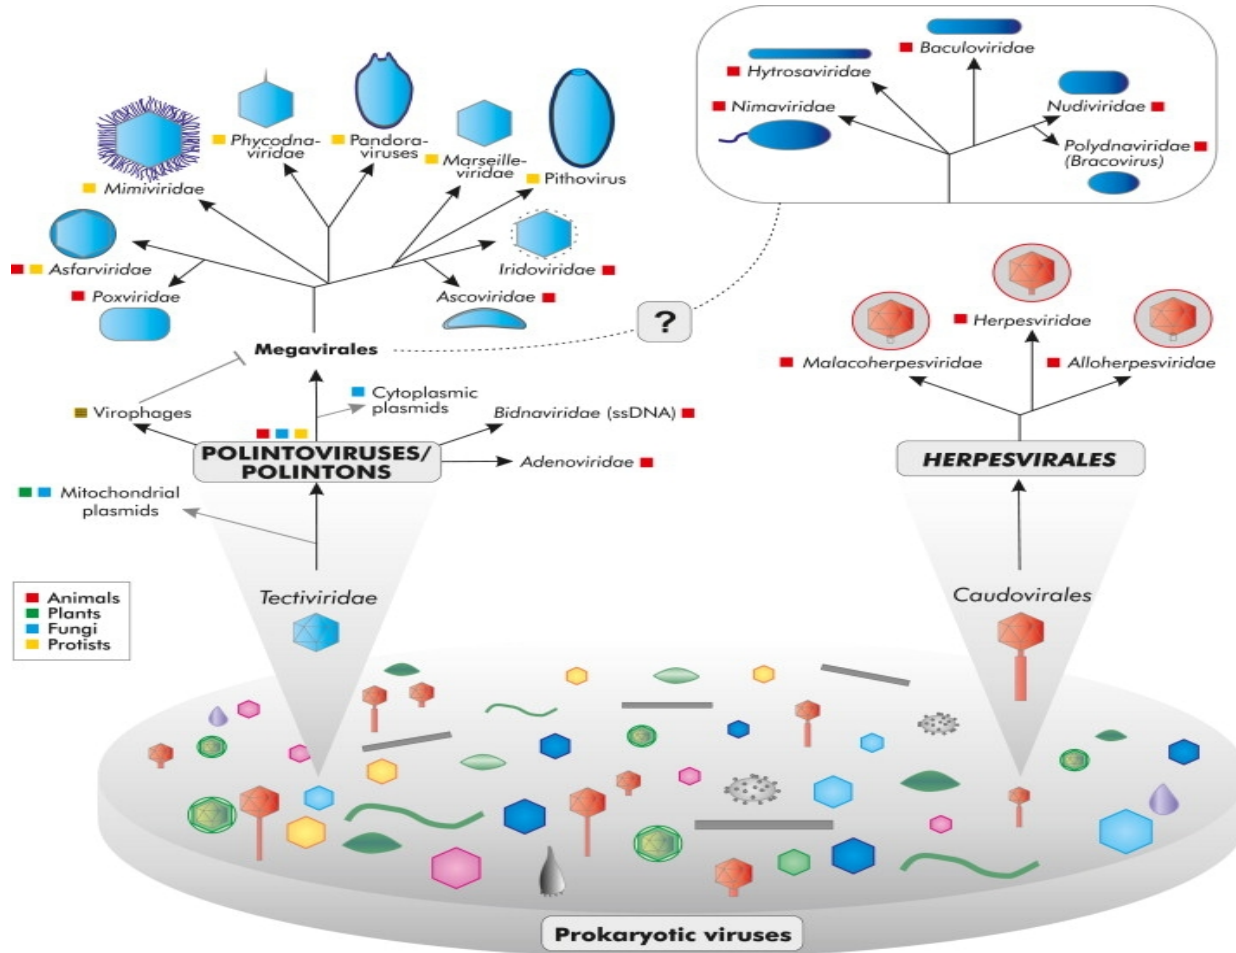 Baculoviridae
Hytrosaviridae
Nimaviridae
Nudiviridae
Polydnaviridae
(Bracovirus)
Phycodna-
viridae
Pandora-
viruses
Marseille-
viridae
Pithovirus
Mimiviridae
Asfarviridae
Poxviridae
Iridoviridae
Ascoviridae
?
Megavirales
Herpesviridae
Malacoherpesviridae
Alloherpesviridae
Virophages
Cytoplasmic
plasmids
Bidnaviridae (ssDNA)
POLINTOVIRUSES/
POLINTONS
Adenoviridae
HERPESVIRALES
Mitochondrial
plasmids
Animals
Plants
Fungi
Protists
Tectiviridae
Caudovirales
Prokaryotic viruses